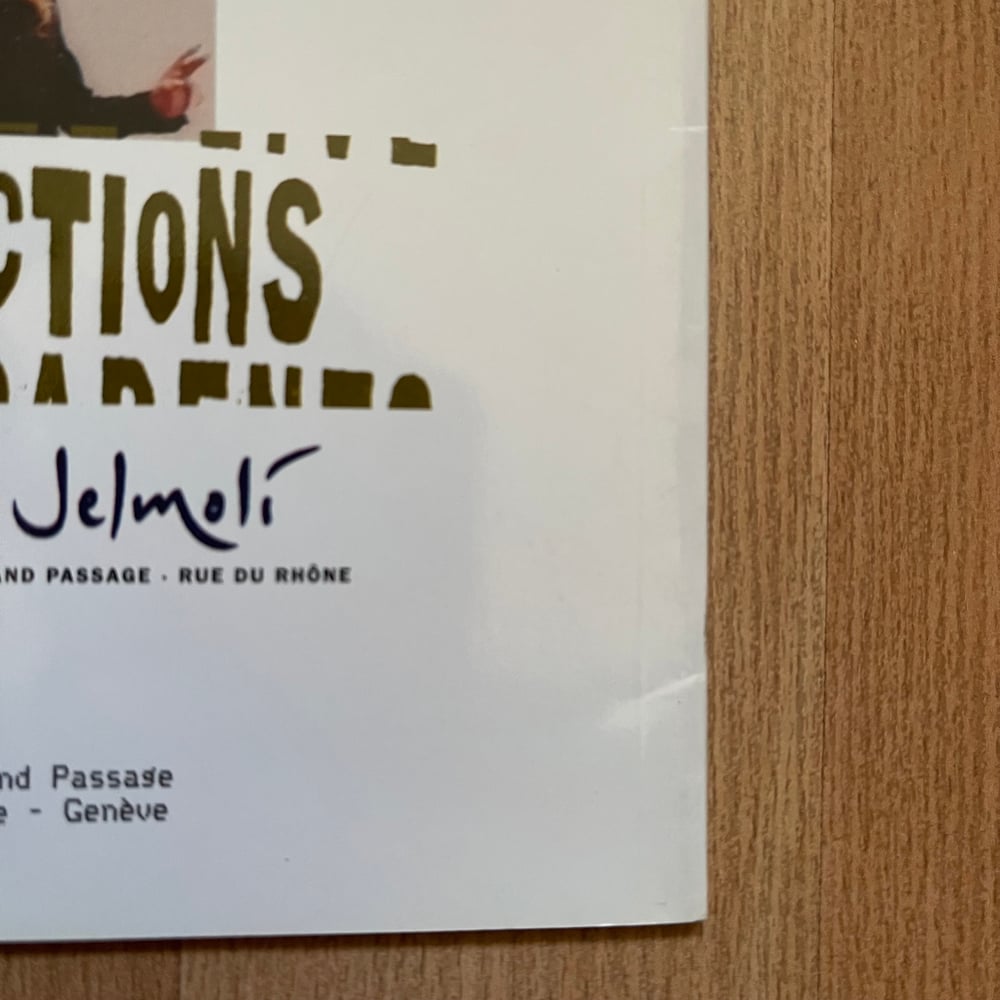 CTIONS
Jelmoli
ND PASSAGE · RUE DU RHÔNE
nd Passage
e - Genève